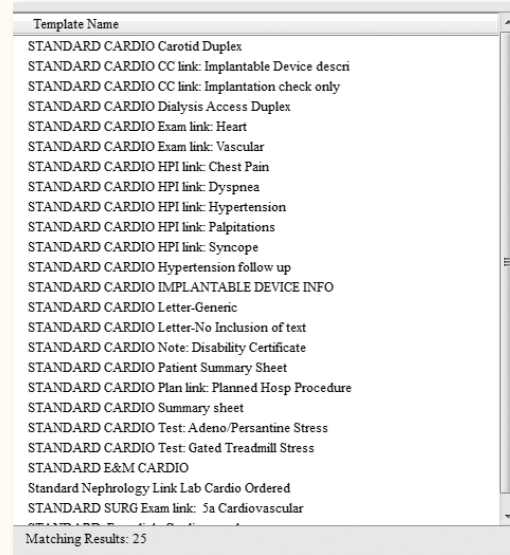 Template Name
STANDARD CARDIO Carotid Duplex
STANDARD CARDIO CC link: Implantable Device descri
STANDARD CARDIO CC link: Implantation check only
STANDARD CARDIO Dialysis Access Duplex
STANDARD CARDIO Exam link: Heart
STANDARD CARDIO Exam link: Vascular
STANDARD CARDIO HPI link: Chest Pain
STANDARD CARDIO HPI link: Dyspnea
STANDARD CARDIO HPI link: Hypertension
STANDARD CARDIO HPI link: Palpitations
STANDARD CARDIO HPI link: Syncope
STANDARD CARDIO Hypertension follow up
STANDARD CARDIO IMPLANTABLE DEVICE INFO
STANDARD CARDIO Letter-Generic
STANDARD CARDIO Letter-No Inclusion of text
STANDARD CARDIO Note: Disability Certificate
STANDARD CARDIO Patient Summary Sheet
STANDARD CARDIO Plan link: Planned Hosp Procedure
STANDARD CARDIO Summary sheet
STANDARD CARDIO Test: Adeno/Persantine Stress
STANDARD CARDIO Test: Gated Treadmill Stress
STANDARD E&M CARDIO
Standard Nephrology Link Lab Cardio Ordered
STANDARD SURG Exam link:  5a Cardiovascular
Matching Results: 25